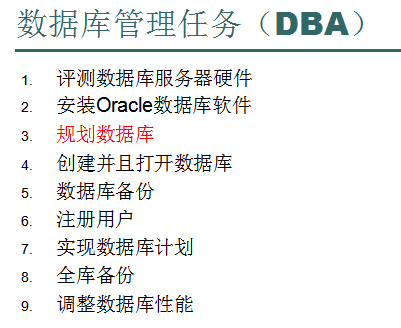 数据库管理任务（DBA）
1. 评测数据库服务器硬件
2. 安装Oracle数据库软件
3. 规划数据库
4. 创建并且打开数据库
5. 数据库备份
6. 注册用户
7. 实现数据库计划
8. 全库备份
9. 调整数据库性能